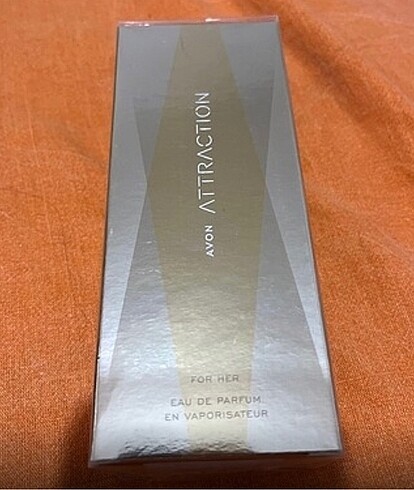 AVON ATTRACTION
FOR HER
EAU DE PARFUM
EN VAPORISATEUR